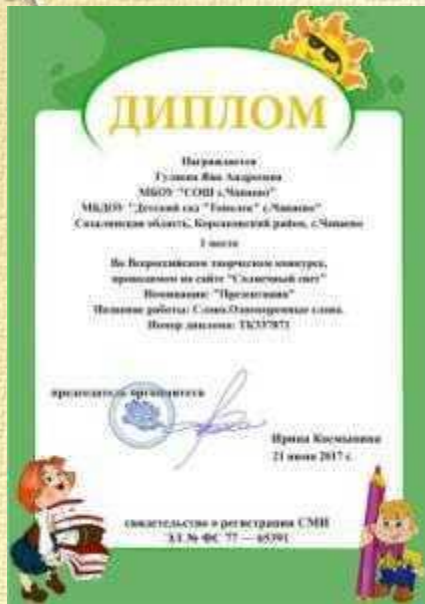 ДИПЛОМ
Награждается
Яна Андреевна
МБОУ "СОШ с.Чапаево"
МБДОУ "Детский сад "Тополек" с.Чапаево"
Сахалинская область, Корсаковский район, с.Чапаево
1 место
Во Всероссийском творческом конкурсе,
проводимом на сайте "Солнечный свет"
Номинация: "Презентация"
Название работы: Слова.Однокоренные слова.
Номер диплома: ТК337871
председатель оргкомитета
Ирина Космынина
21 июня 2017 г.
свидетельство о регистрации СМИ
ЭЛ № ФС 77 — 65391